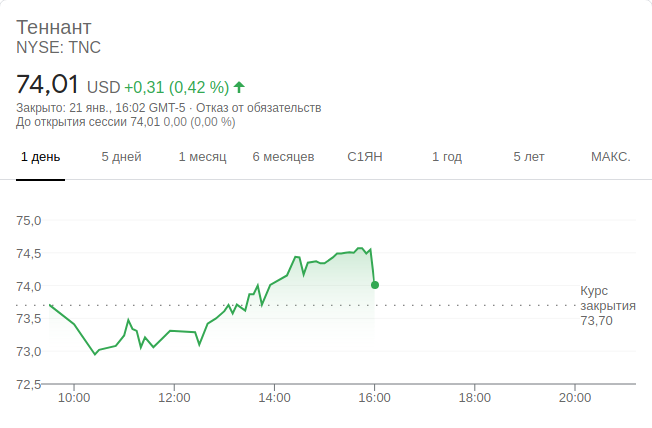 Теннант
NYSE: TNC
74,01 USD +0,31 (0,42 %)
Закрыто: 21 янв., 16:02 GMT-5 · Отказ от обязательств
До открытия сессии 74,01 0,00 (0,00 %)
1 день 5 дней 1 месяц 6 месяцев С1ЯН 1 год 5 лет МАКС.
75,0
74,5
74,0
73,5
73,0
72,5
Курс
закрытия
73,70
10:00 12:00 14:00 16:00 18:00 20:00